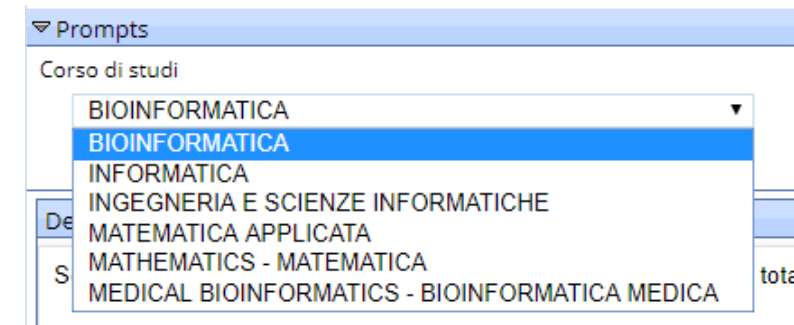 Prompts
Corso di studi
BIOINFORMATICA
BIOINFORMATICA
INFORMATICA
INGEGNERIA E SCIENZE INFORMATICHE
MATEMATICA APPLICATA
MATHEMATICS - MATEMATICA
MEDICAL BIOINFORMATICS - BIOINFORMATICA MEDICA